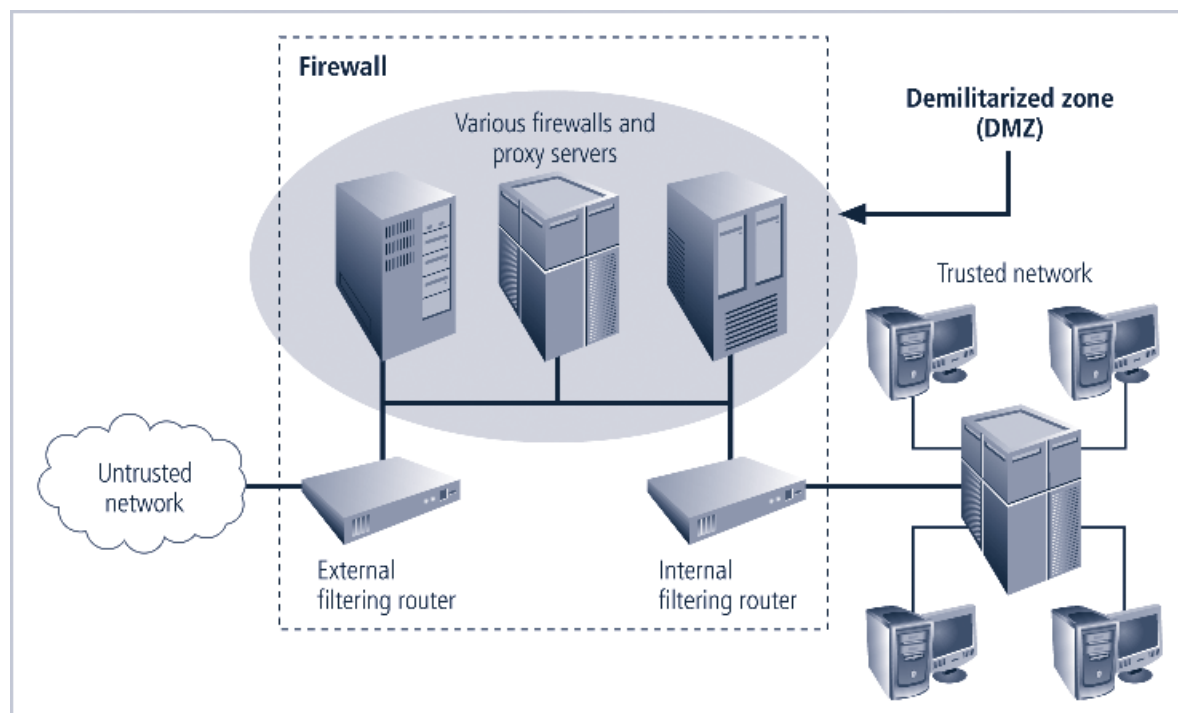 Firewall
Various firewalls and
proxy servers
Demilitarized zone
(DMZ)
Trusted network
Untrusted
network
External
filtering router
Internal
filtering router